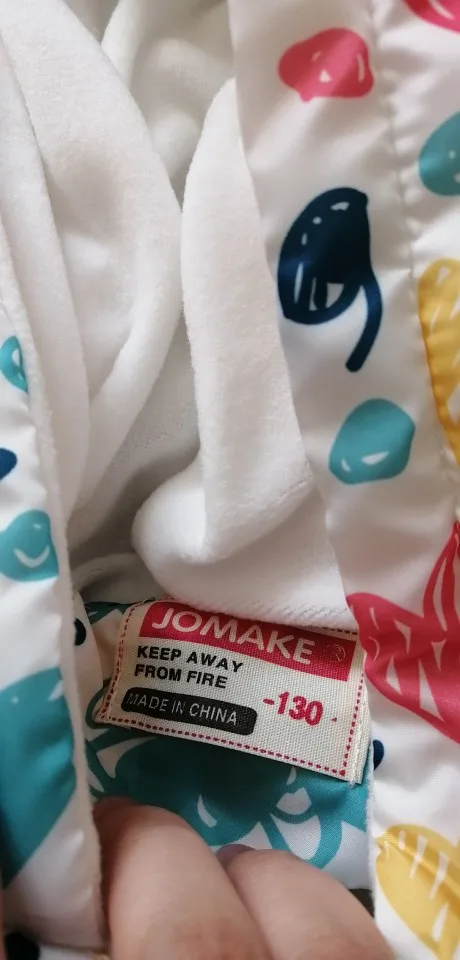 JOMAKE
KEEP AWAY
FROM FIRE
MADE IN CHINA
-130